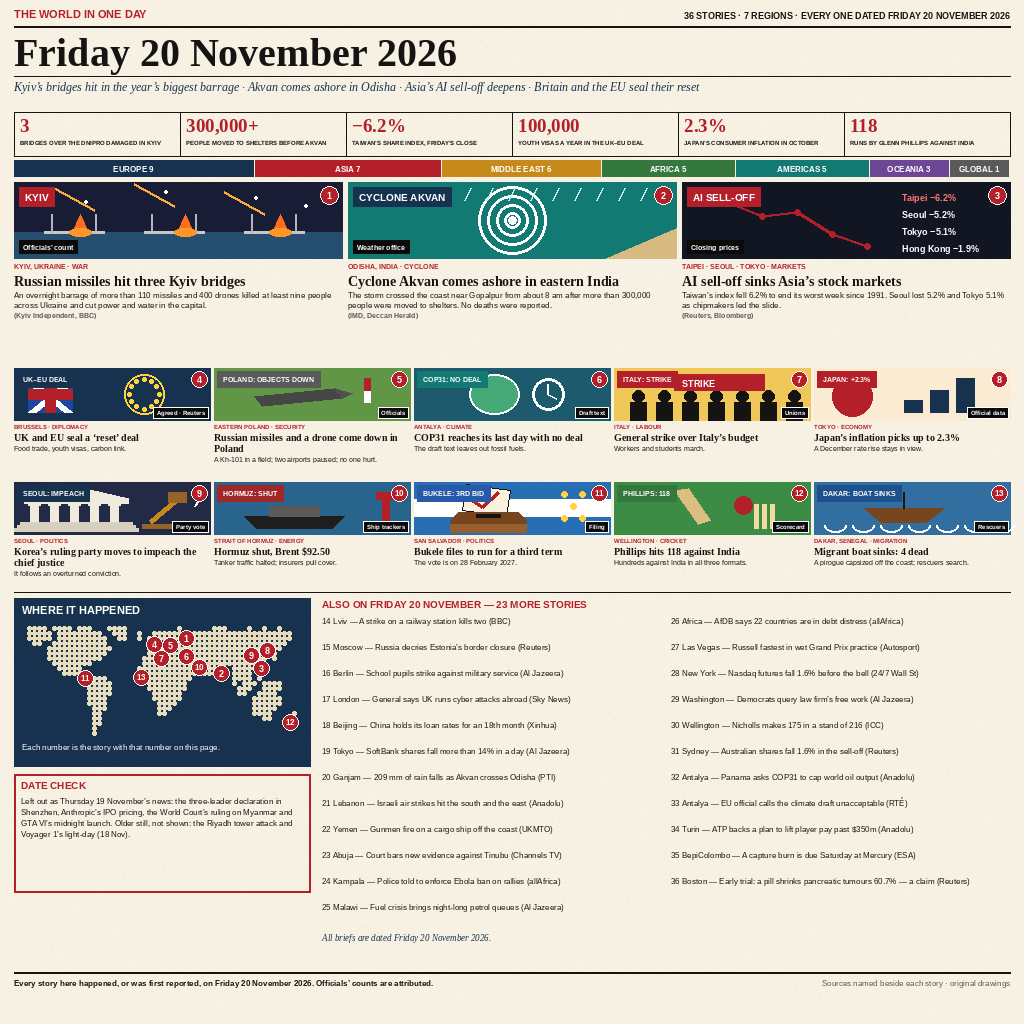 THE WORLD IN ONE DAY
36 STORIES · 7 REGIONS · EVERY ONE DATED FRIDAY 20 NOVEMBER 2026
Friday 20 November 2026
Kyiv's bridges hit in the year's biggest barrage · Akvan comes ashore in Odisha · Asia's AI sell-off deepens · Britain and the EU seal their reset
3
BRIDGES OVER THE DNIPRO DAMAGED IN KYIV
300,000+
PEOPLE MOVED TO SHELTERS BEFORE AKVAN
−6.2%
TAIWAN'S SHARE INDEX, FRIDAY'S CLOSE
100,000
YOUTH VISAS A YEAR IN THE UK–EU DEAL
2.3%
JAPAN'S CONSUMER INFLATION IN OCTOBER
118
RUNS BY GLENN PHILLIPS AGAINST INDIA
EUROPE 9
ASIA 7
MIDDLE EAST 6
AFRICA 5
AMERICAS 5
OCEANIA 3
GLOBAL 1
KYIV
1
Officials' count
KYIV, UKRAINE · WAR
Russian missiles hit three Kyiv bridges
An overnight barrage of more than 110 missiles and 400 drones killed at least nine people
across Ukraine and cut power and water in the capital.
(Kyiv Independent, BBC)
CYCLONE AKVAN
2
Weather office
ODISHA, INDIA · CYCLONE
Cyclone Akvan comes ashore in eastern India
The storm crossed the coast near Gopalpur from about 8 am after more than 300,000
people were moved to shelters. No deaths were reported.
(IMD, Deccan Herald)
AI SELL-OFF
3
Taipei −6.2%
Seoul −5.2%
Tokyo −5.1%
Hong Kong −1.9%
Closing prices
TAIPEI · SEOUL · TOKYO · MARKETS
AI sell-off sinks Asia's stock markets
Taiwan's index fell 6.2% to end its worst week since 1991. Seoul lost 5.2% and Tokyo 5.1%
as chipmakers led the slide.
(Reuters, Bloomberg)
UK–EU DEAL
4
Agreed · Reuters
BRUSSELS · DIPLOMACY
UK and EU seal a 'reset' deal
Food trade, youth visas, carbon link.
POLAND: OBJECTS DOWN
5
Officials
EASTERN POLAND · SECURITY
Russian missiles and a drone come down in
Poland
A Kh-101 in a field; two airports paused; no one hurt.
COP31: NO DEAL
6
Draft text
ANTALYA · CLIMATE
COP31 reaches its last day with no deal
The draft text leaves out fossil fuels.
ITALY: STRIKE
STRIKE
7
Unions
ITALY · LABOUR
General strike over Italy's budget
Workers and students march.
JAPAN: +2.3%
8
Official data
TOKYO · ECONOMY
Japan's inflation picks up to 2.3%
A December rate rise stays in view.
SEOUL: IMPEACH
9
Party vote
SEOUL · POLITICS
Korea's ruling party moves to impeach the
chief justice
It follows an overturned conviction.
HORMUZ: SHUT
10
Ship trackers
STRAIT OF HORMUZ · ENERGY
Hormuz shut, Brent $92.50
Tanker traffic halted; insurers pull cover.
BUKELE: 3RD BID
11
Filing
SAN SALVADOR · POLITICS
Bukele files to run for a third term
The vote is on 28 February 2027.
PHILLIPS: 118
12
Scorecard
WELLINGTON · CRICKET
Phillips hits 118 against India
Hundreds against India in all three formats.
DAKAR: BOAT SINKS
13
Rescuers
DAKAR, SENEGAL · MIGRATION
Migrant boat sinks: 4 dead
A pirogue capsized off the coast; rescuers search.
WHERE IT HAPPENED
1
4
5
7
6
9
8
3
10
2
11
13
12
Each number is the story with that number on this page.
DATE CHECK
Left out as Thursday 19 November's news: the three-leader declaration in
Shenzhen, Anthropic's IPO pricing, the World Court's ruling on Myanmar and
GTA VI's midnight launch. Older still, not shown: the Riyadh tower attack and
Voyager 1's light-day (18 Nov).
ALSO ON FRIDAY 20 NOVEMBER — 23 MORE STORIES
14 Lviv — A strike on a railway station kills two (BBC)
15 Moscow — Russia decries Estonia's border closure (Reuters)
16 Berlin — School pupils strike against military service (Al Jazeera)
17 London — General says UK runs cyber attacks abroad (Sky News)
18 Beijing — China holds its loan rates for an 18th month (Xinhua)
19 Tokyo — SoftBank shares fall more than 14% in a day (Al Jazeera)
20 Ganjam — 209 mm of rain falls as Akvan crosses Odisha (PTI)
21 Lebanon — Israeli air strikes hit the south and the east (Anadolu)
22 Yemen — Gunmen fire on a cargo ship off the coast (UKMTO)
23 Abuja — Court bars new evidence against Tinubu (Channels TV)
24 Kampala — Police told to enforce Ebola ban on rallies (allAfrica)
25 Malawi — Fuel crisis brings night-long petrol queues (Al Jazeera)
26 Africa — AfDB says 22 countries are in debt distress (allAfrica)
27 Las Vegas — Russell fastest in wet Grand Prix practice (Autosport)
28 New York — Nasdaq futures fall 1.6% before the bell (24/7 Wall St)
29 Washington — Democrats query law firm's free work (Al Jazeera)
30 Wellington — Nicholls makes 175 in a stand of 216 (ICC)
31 Sydney — Australian shares fall 1.6% in the sell-off (Reuters)
32 Antalya — Panama asks COP31 to cap world oil output (Anadolu)
33 Antalya — EU official calls the climate draft unacceptable (RTÉ)
34 Turin — ATP backs a plan to lift player pay past $350m (Anadolu)
35 BepiColombo — A capture burn is due Saturday at Mercury (ESA)
36 Boston — Early trial: a pill shrinks pancreatic tumours 60.7% — a claim (Reuters)
All briefs are dated Friday 20 November 2026.
Every story here happened, or was first reported, on Friday 20 November 2026. Officials' counts are attributed.
Sources named beside each story · original drawings